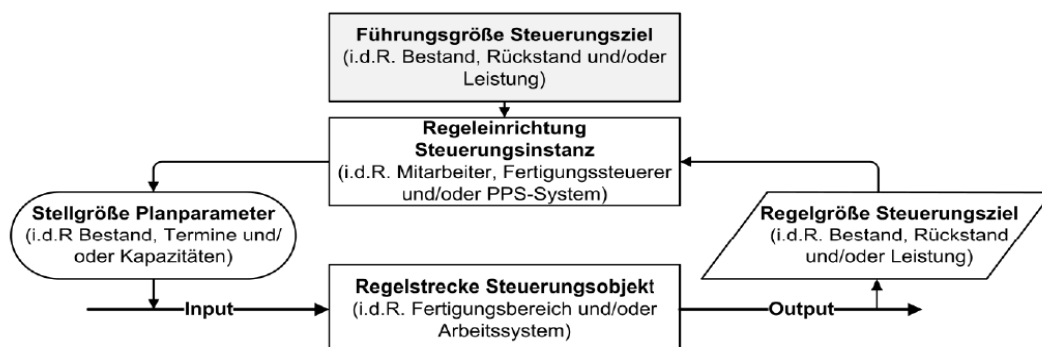 Führungsgröße Steuerungsziel
(i.d.R. Bestand, Rückstand und/oder
Leistung)
Regeleinrichtung
Steuerungsinstanz
(i.d.R. Mitarbeiter, Fertigungssteuerer
und/oder PPS-System)
Stellgröße Planparameter
(i.d.R Bestand, Termine und/
oder Kapazitäten)
Regelgröße Steuerungsziel
(i.d.R. Bestand, Rückstand
und/oder Leistung)
Input
Regelstrecke Steuerungsobjekt
(i.d.R. Fertigungsbereich und/oder
Arbeitssystem)
Output